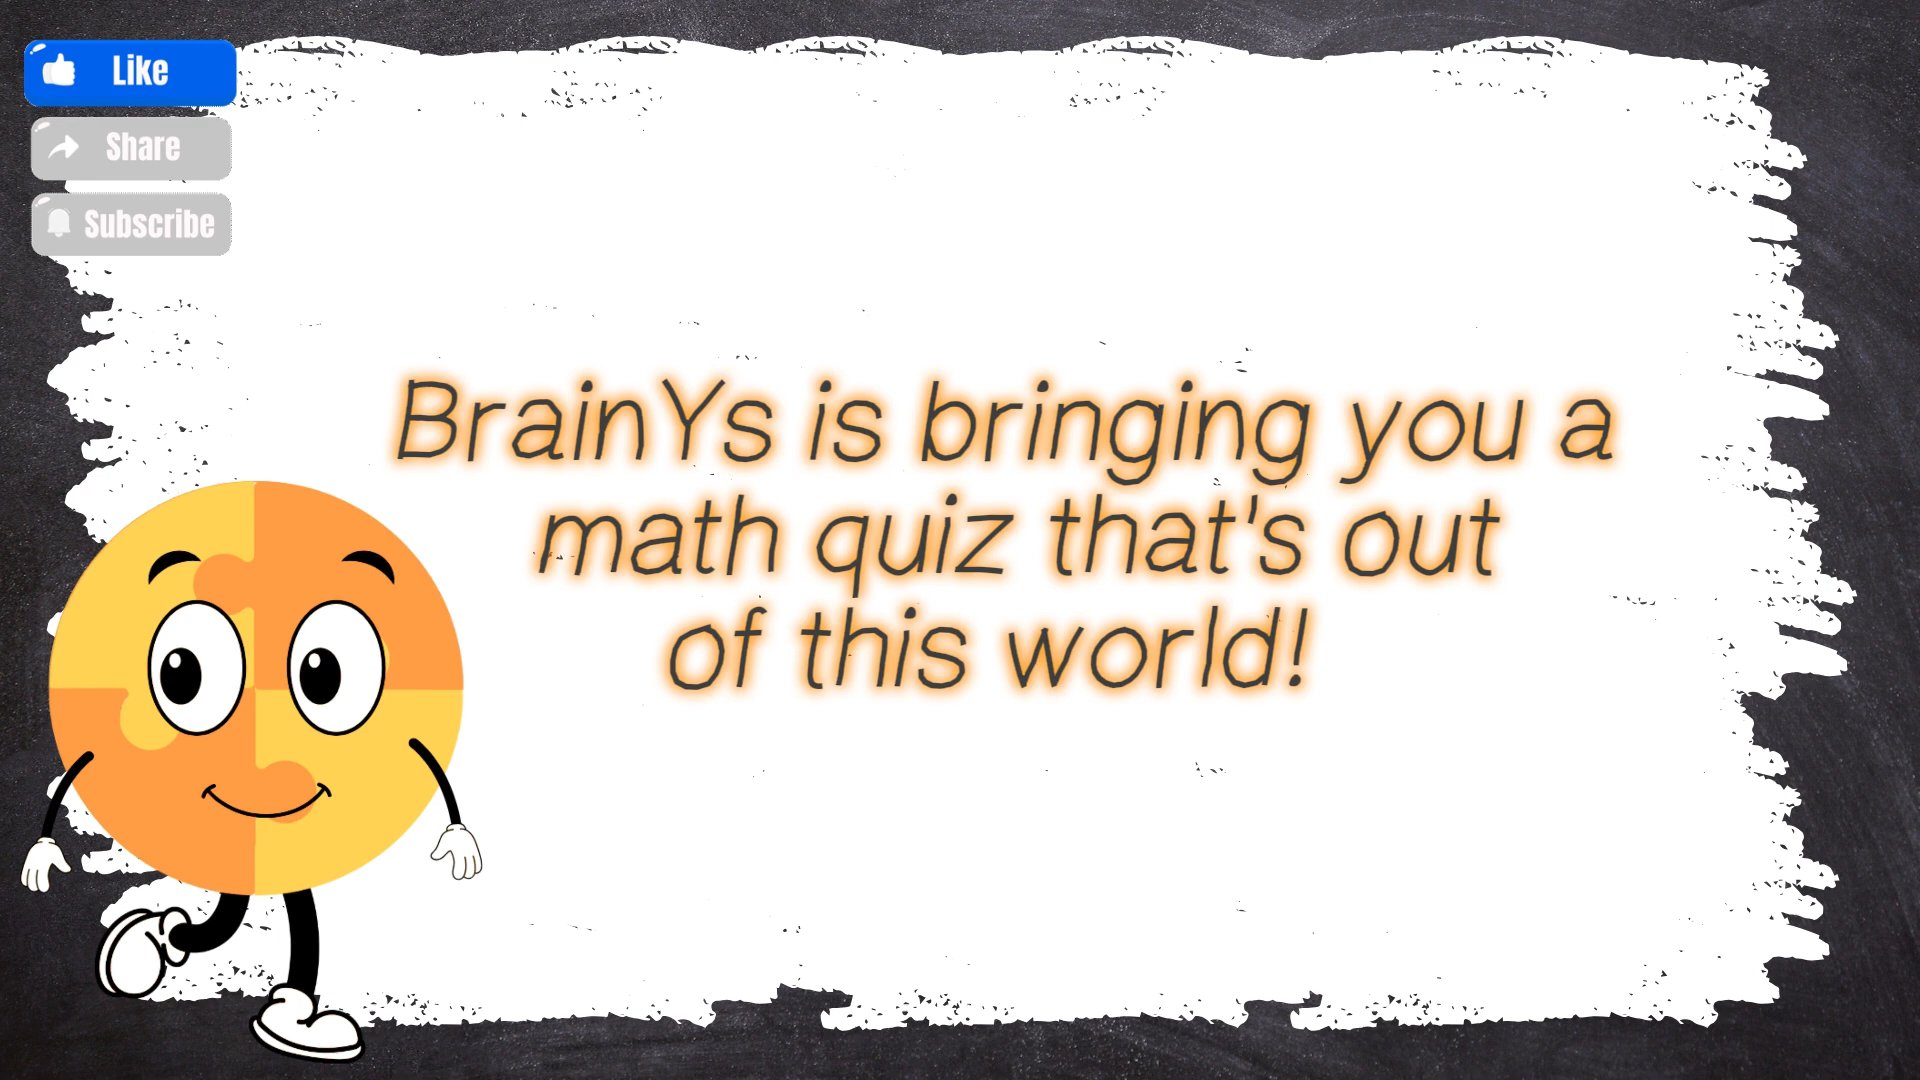 Like
Share
Subscribe
BrainYs is bringing you a
math quiz that's out
of this world!